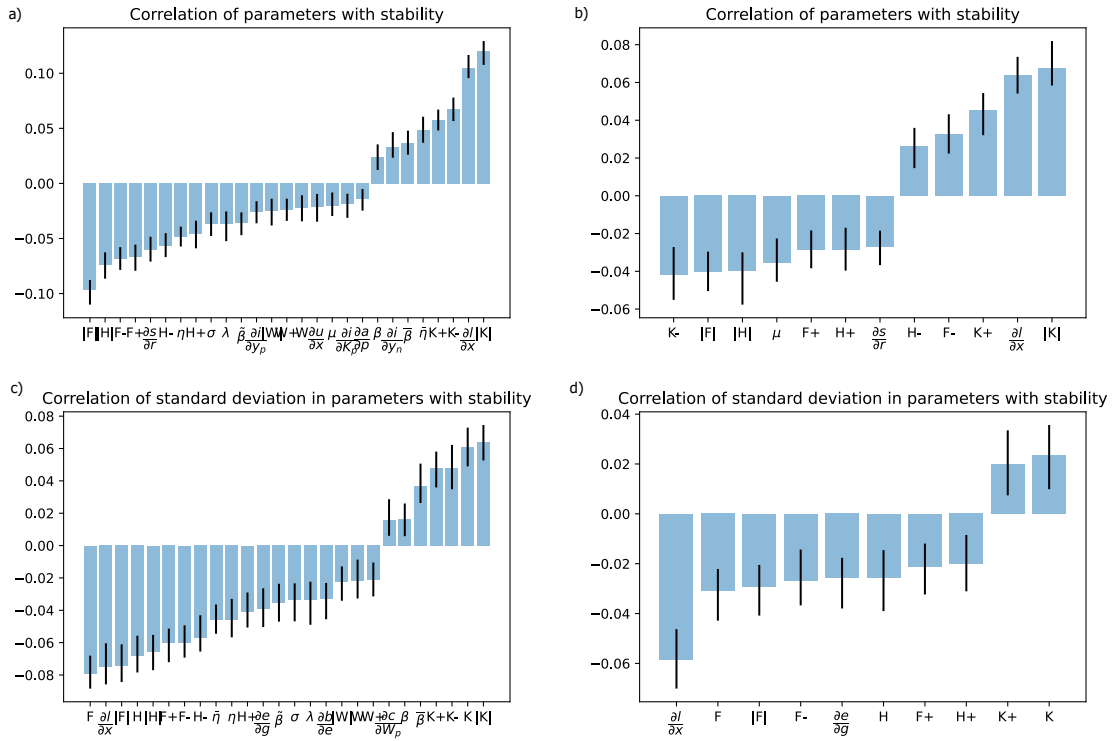 a)
Correlation of parameters with stability
0.10
0.05
0.00
−0.05
−0.10
|F| |H| F- F+ ∂s/∂r H- η H+ σ λ β̃ ∂i/∂y_p |W| W+ W ∂u/∂x μ ∂i/∂K_p ∂a/∂p β ∂i/∂y_n β̅ η̄ K+ K- ∂l/∂x |K|
b)
Correlation of parameters with stability
0.08
0.06
0.04
0.02
0.00
−0.02
−0.04
−0.06
K- |F| |H| μ F+ H+ ∂s/∂r H- F- K+ ∂l/∂x |K|
c)
Correlation of standard deviation in parameters with stability
0.08
0.06
0.04
0.02
0.00
−0.02
−0.04
−0.06
−0.08
F ∂l/∂x |F| H |H| F+ F- H- η̄ η H+ ∂e/∂g β̃ σ λ ∂b/∂e |W| W W+ ∂c/∂W_p β β̅ K+ K- K |K|
d)
Correlation of standard deviation in parameters with stability
0.04
0.02
0.00
−0.02
−0.04
−0.06
∂l/∂x F |F| F- ∂e/∂g H F+ H+ K+ K